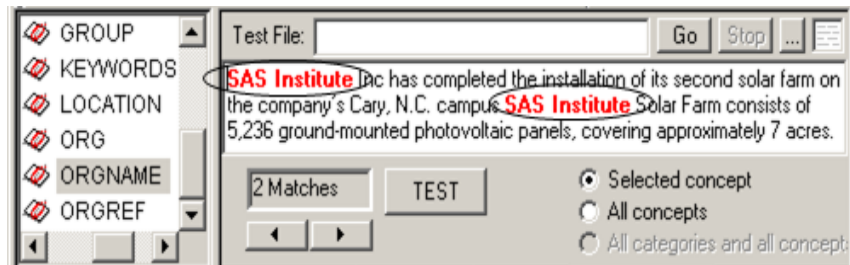 GROUP
KEYWORDS
LOCATION
ORG
ORGNAME
ORGREF
Test File:
Go
Stop
...
SAS Institute Inc has completed the installation of its second solar farm on
the company's Cary, N.C. campus. SAS Institute Solar Farm consists of
5,236 ground-mounted photovoltaic panels, covering approximately 7 acres.
2 Matches
TEST
Selected concept
All concepts
All categories and all concept